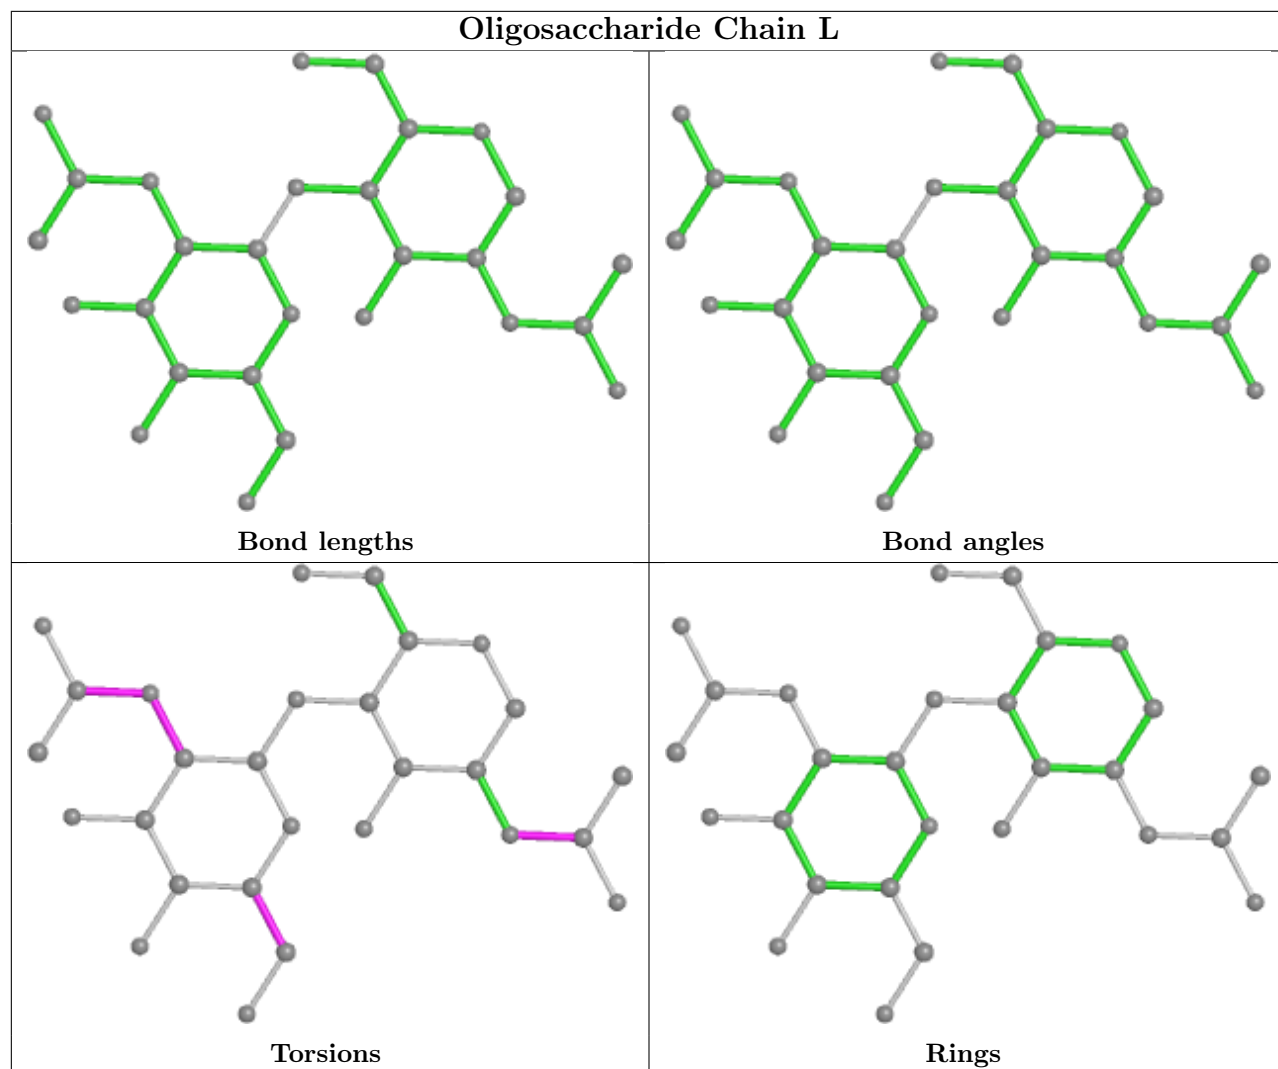 Oligosaccharide Chain L
Bond lengths
Bond angles
Torsions
Rings